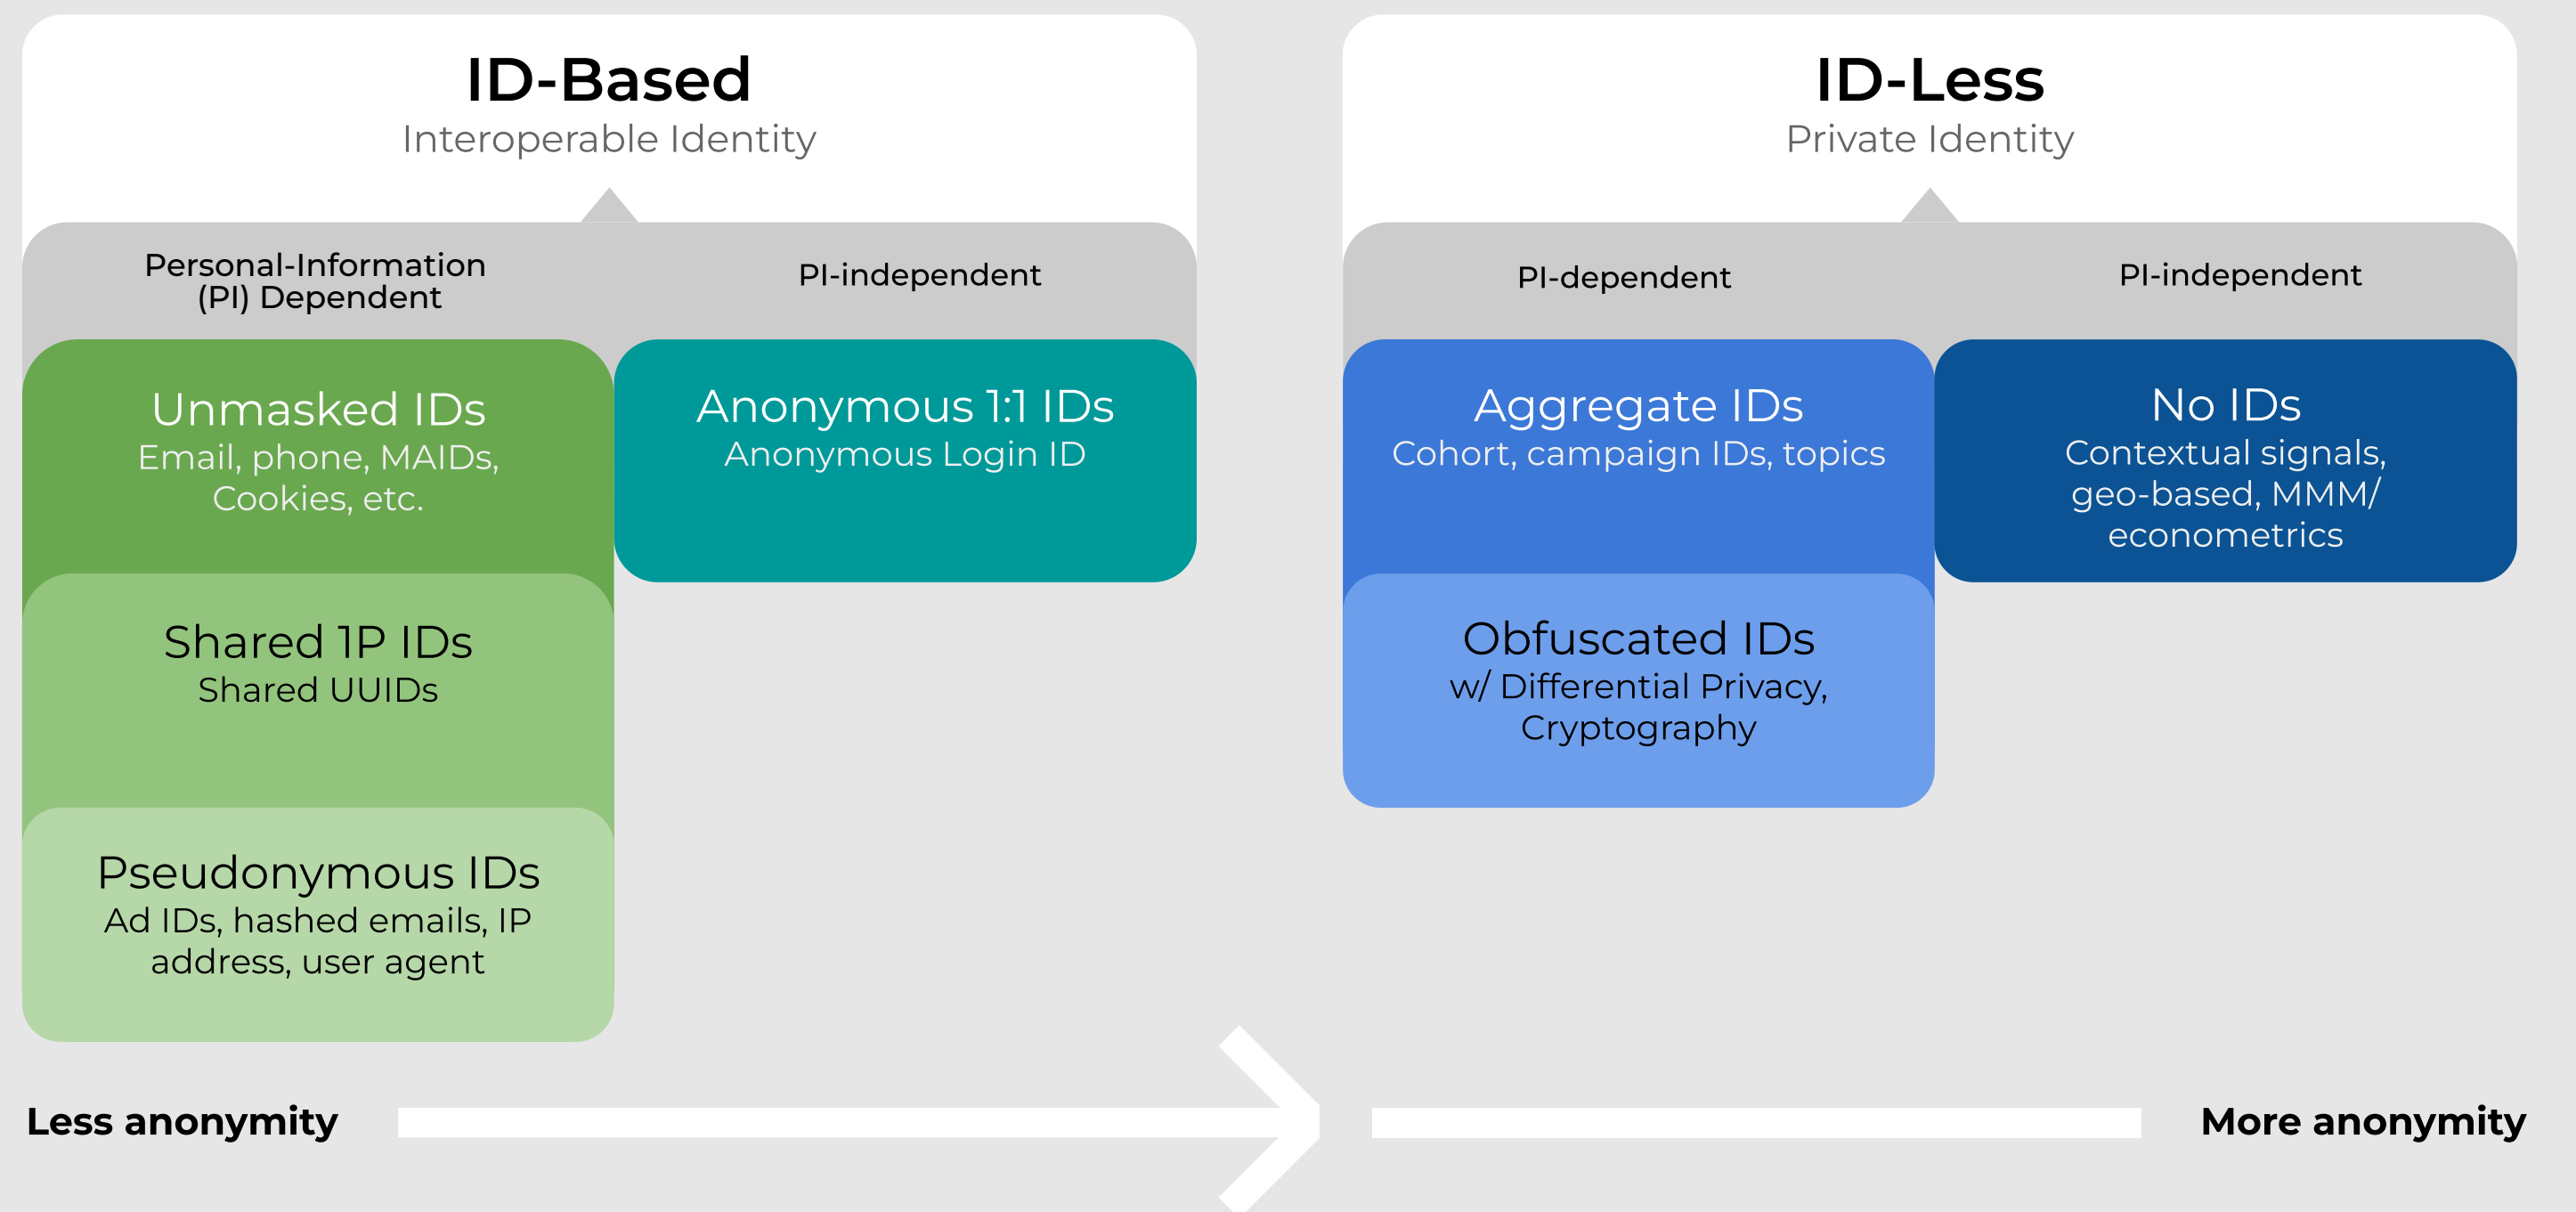 ID-Based
Interoperable Identity
Personal-Information
(PI) Dependent
PI-independent
Unmasked IDs
Email, phone, MAIDs,
Cookies, etc.
Anonymous 1:1 IDs
Anonymous Login ID
Shared 1P IDs
Shared UUIDs
Pseudonymous IDs
Ad IDs, hashed emails, IP
address, user agent
ID-Less
Private Identity
PI-dependent
PI-independent
Aggregate IDs
Cohort, campaign IDs, topics
No IDs
Contextual signals,
geo-based, MMM/
econometrics
Obfuscated IDs
w/ Differential Privacy,
Cryptography
Less anonymity
More anonymity